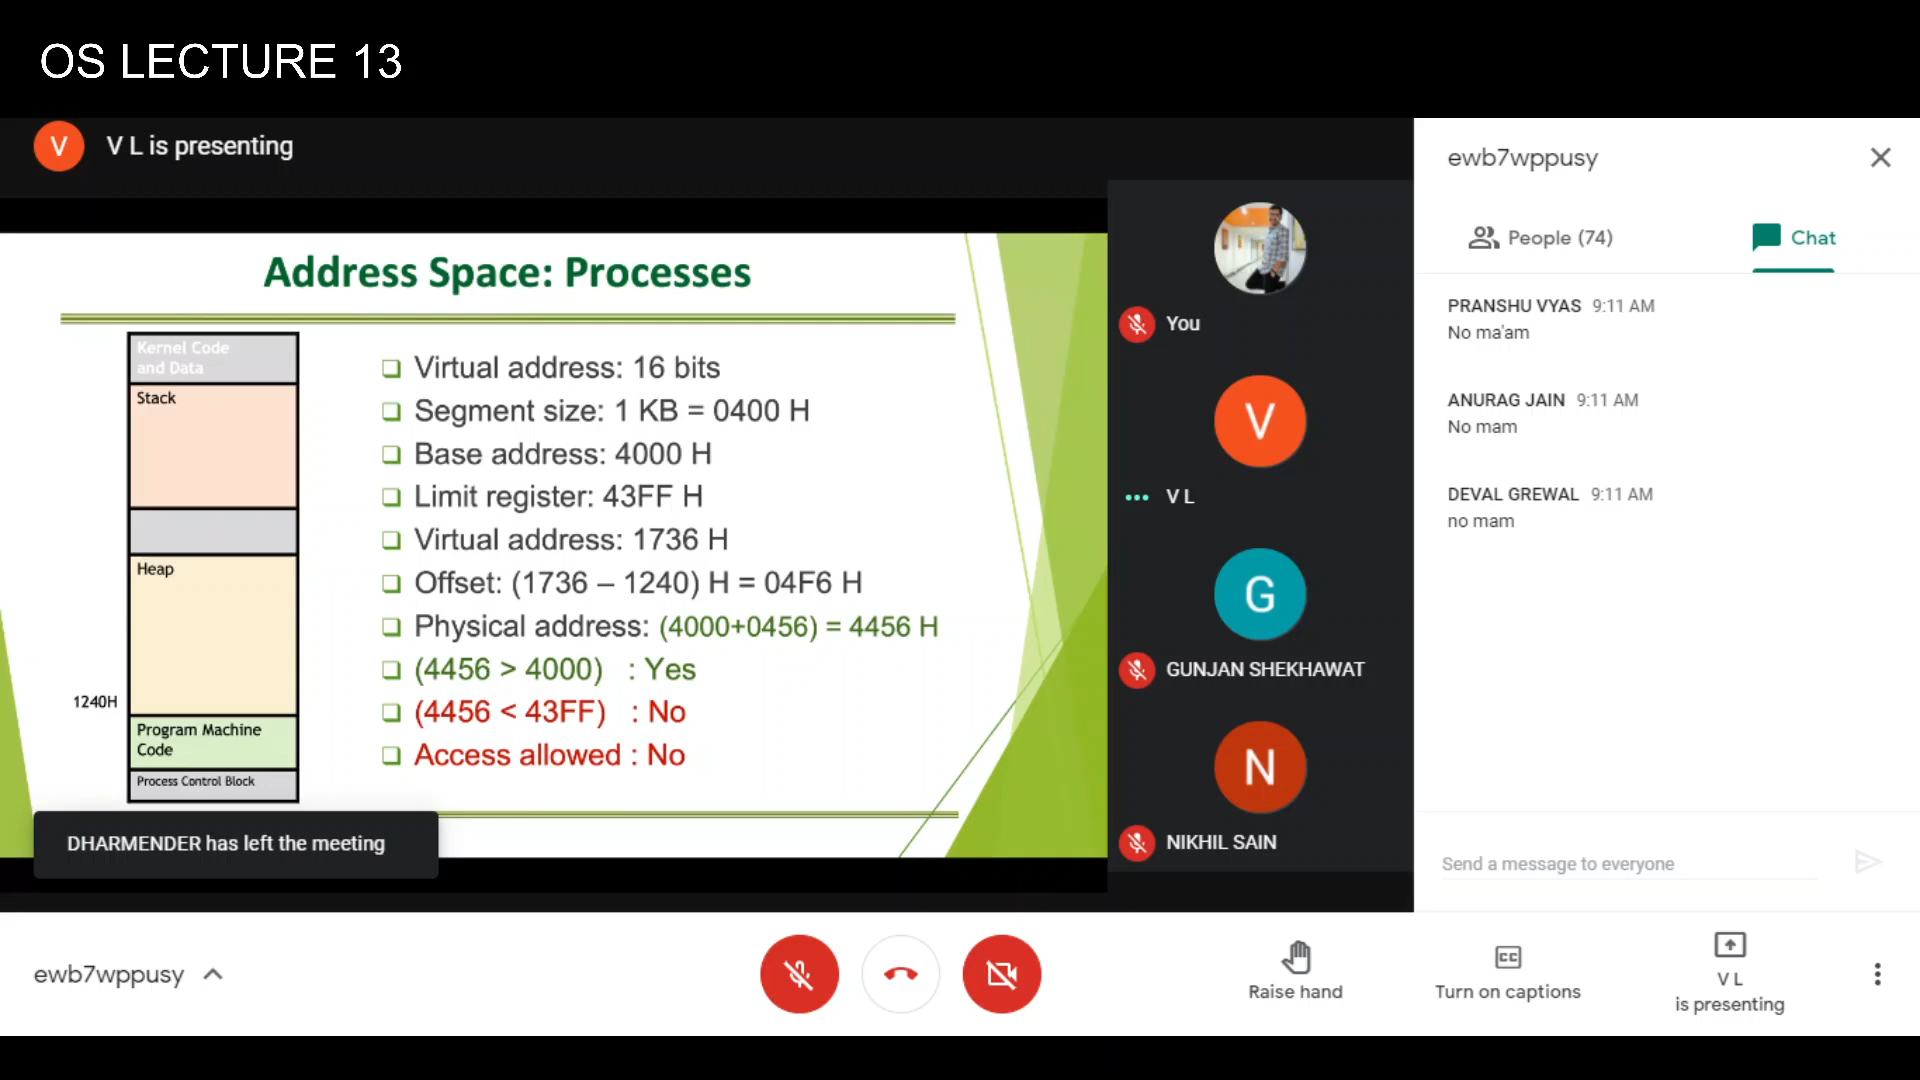 OS LECTURE 13
V
V L is presenting
Address Space: Processes
Kernel Code
and Data
Stack
Heap
1240H
Program Machine
Code
Process Control Block
Virtual address: 16 bits
Segment size: 1 KB = 0400 H
Base address: 4000 H
Limit register: 43FF H
Virtual address: 1736 H
Offset: (1736 – 1240) H = 04F6 H
Physical address: (4000+0456) = 4456 H
(4456 > 4000) : Yes
(4456 < 43FF) : No
Access allowed : No
DHARMENDER has left the meeting
You
V
V L
G
GUNJAN SHEKHAWAT
N
NIKHIL SAIN
ewb7wppusy
People (74)
Chat
PRANSHU VYAS 9:11 AM
No ma'am
ANURAG JAIN 9:11 AM
No mam
DEVAL GREWAL 9:11 AM
no mam
Send a message to everyone
ewb7wppusy
Raise hand
CC
Turn on captions
V L
is presenting